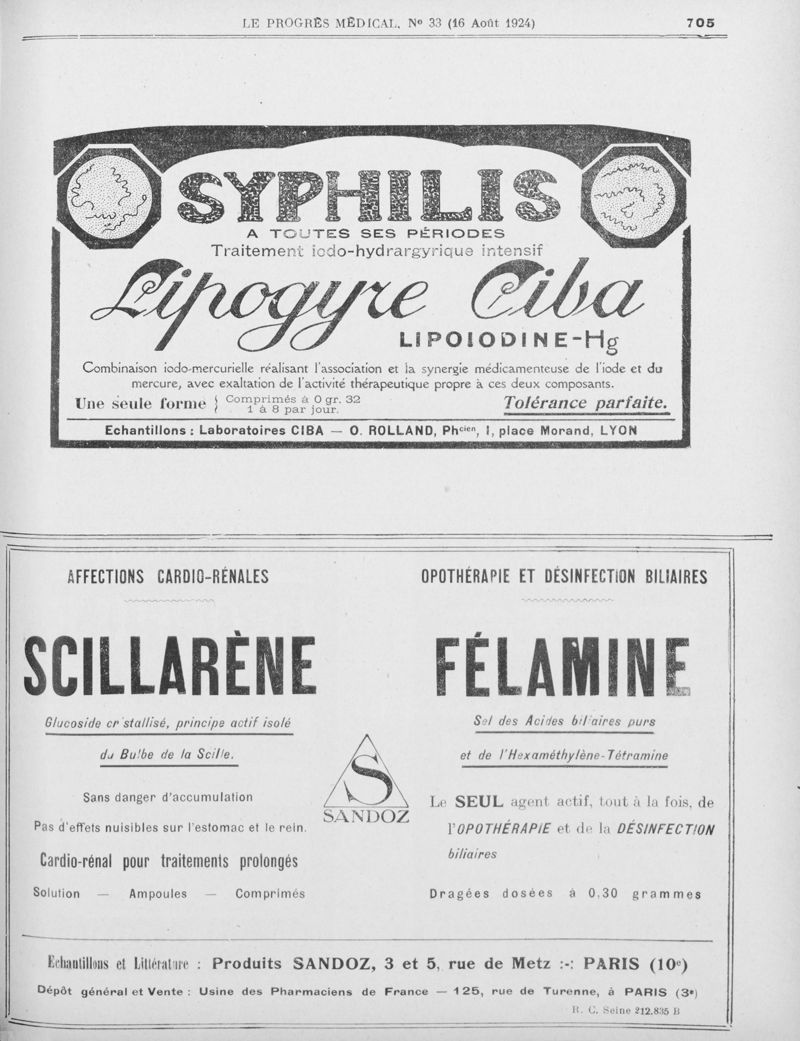 LE PROGRÈS MÉDICAL, Nº 33 (16 Août 1924)
705
SYPHILIS
A TOUTES SES PÉRIODES
Traitement iodo-hydrargyrique intensif
Lipogyre Ciba
LIPOIODINE-Hg
Combinaison iodo-mercurielle réalisant l'association et la synergie médicamenteuse de l'iode et du
mercure, avec exaltation de l'activité thérapeutique propre à ces deux composants.
Une seule forme { Comprimés à 0 gr. 32
1 à 8 par jour.
Tolérance parfaite.
Echantillons : Laboratoires CIBA — O. ROLLAND, Phcien, 1, place Morand, LYON
AFFECTIONS CARDIO-RÉNALES
SCILLARÈNE
Glucoside cristallisé, principe actif isolé
du Bulbe de la Scille.
Sans danger d'accumulation
Pas d'effets nuisibles sur l'estomac et le rein.
Cardio-rénal pour traitements prolongés
Solution — Ampoules — Comprimés
S
SANDOZ
OPOTHÉRAPIE ET DÉSINFECTION BILIAIRES
FÉLAMINE
Sel des Acides biliaires purs
et de l'Hexaméthylène-Tétramine
Le SEUL agent actif, tout à la fois, de
l'OPOTHÉRAPIE et de la DÉSINFECTION
biliaires
Dragées dosées à 0,30 grammes
Echantillons et Littérature : Produits SANDOZ, 3 et 5, rue de Metz :-: PARIS (10e)
Dépôt général et Vente : Usine des Pharmaciens de France — 125, rue de Turenne, à PARIS (3e)
R. C. Seine 212.835 B